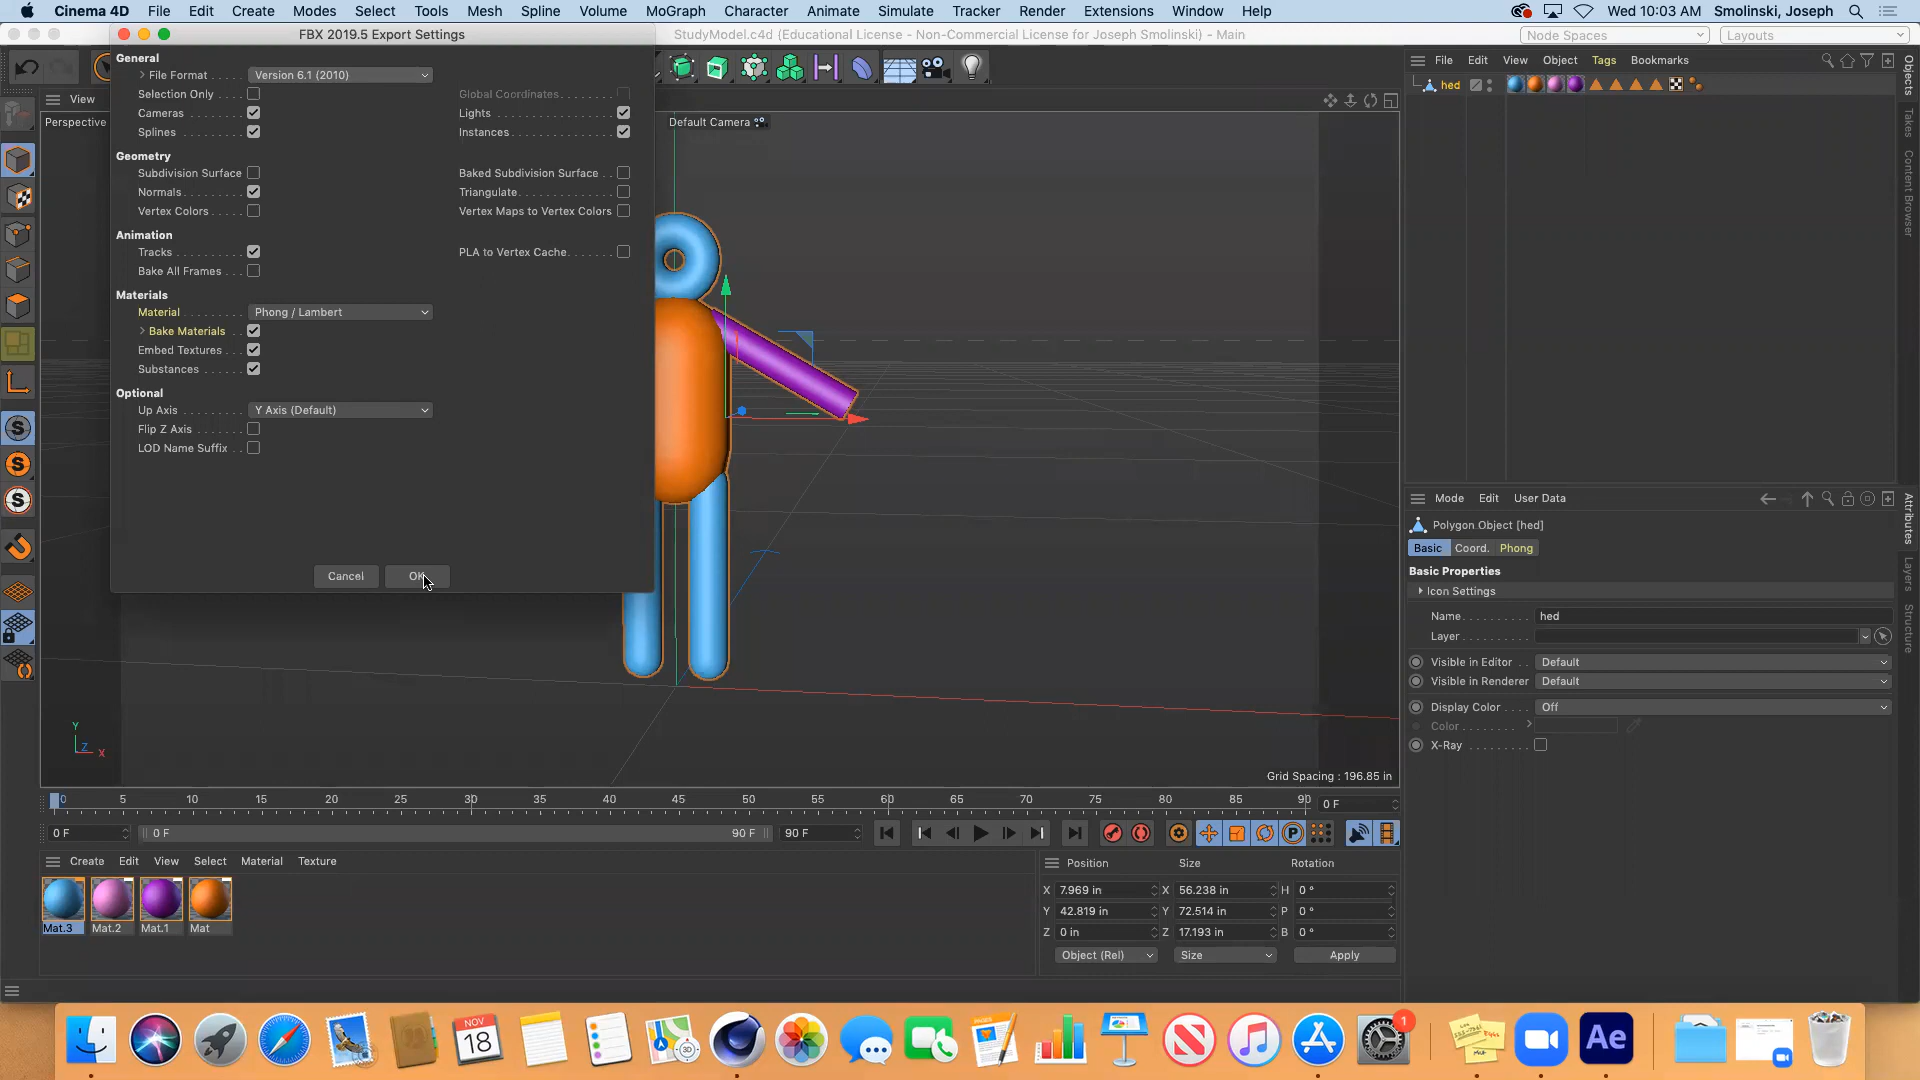 Cinema 4D File Edit Create Modes Select Tools Mesh Spline Volume MoGraph Character Animate Simulate Tracker Render Extensions Window Help Wed 10:03 AM Smolinski, Joseph
FBX 2019.5 Export Settings
StudyModel.c4d (Educational License - Non-Commercial License for Joseph Smolinski) - Main
Node Spaces
Layouts
General
File Format Version 6.1 (2010)
Selection Only Global Coordinates
Cameras Lights
Splines Instances
Geometry
Subdivision Surface Baked Subdivision Surface
Normals Triangulate
Vertex Colors Vertex Maps to Vertex Colors
Animation
Tracks PLA to Vertex Cache
Bake All Frames
Materials
Material Phong / Lambert
Bake Materials
Embed Textures
Substances
Optional
Up Axis Y Axis (Default)
Flip Z Axis
LOD Name Suffix
Cancel OK
View
Perspective
Default Camera
Y
Z
X
Grid Spacing : 196.85 in
File Edit View Object Tags Bookmarks
hed
Objects
Takes
Content Browser
Mode Edit User Data
Polygon Object [hed]
Basic Coord. Phong
Basic Properties
Icon Settings
Name hed
Layer
Visible in Editor Default
Visible in Renderer Default
Display Color Off
Color
X-Ray
Attributes
Layers
Structure
0 5 10 15 20 25 30 35 40 45 50 55 60 65 70 75 80 85 90 0 F
0 F 0 F 90 F 90 F P
Create Edit View Select Material Texture
Mat.3 Mat.2 Mat.1 Mat
Position Size Rotation
X 7.969 in X 56.238 in H 0 °
Y 42.819 in Y 72.514 in P 0 °
Z 0 in Z 17.193 in B 0 °
Object (Rel) Size Apply
NOV
18
3D
1
Ae